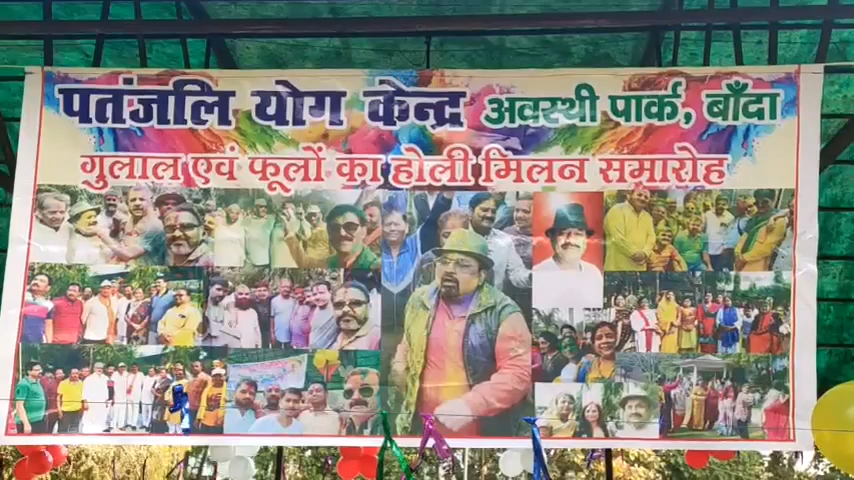 पतंजलि योग केन्द्र अवस्थी पार्क, बाँदा
गुलाल एवं फूलों का होली मिलन समारोह